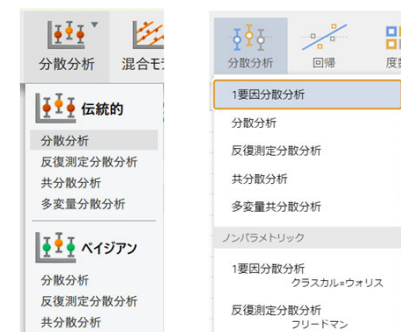 分散分析
混合モ
伝統的
分散分析
反復測定分散分析
共分散分析
多変量分散分析
ベイジアン
分散分析
反復測定分散分析
共分散分析
分散分析
回帰
度
1要因分散分析
分散分析
反復測定分散分析
共分散分析
多変量共分散分析
ノンパラメトリック
1要因分散分析
クラスカル=ウォリス
反復測定分散分析
フリードマン